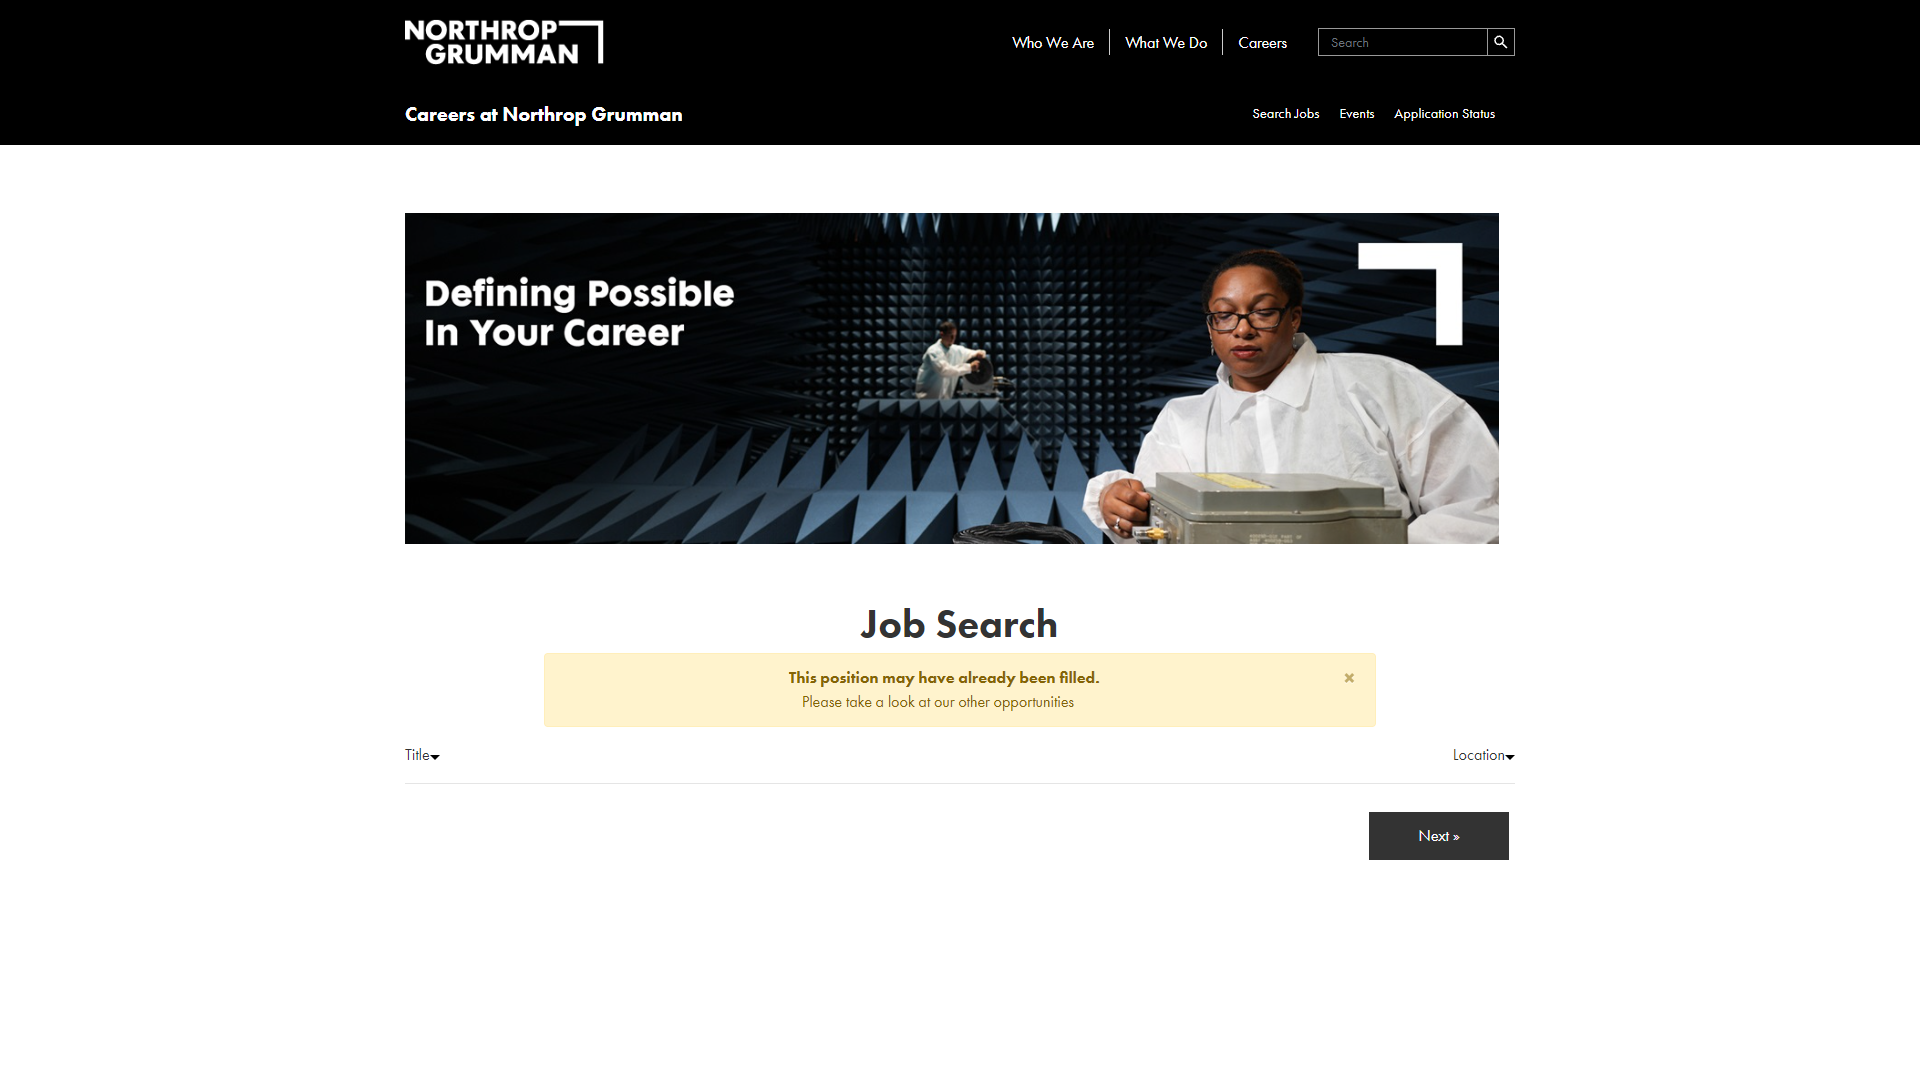 NORTHROP
GRUMMAN
Who We Are
What We Do
Careers
Search
Careers at Northrop Grumman
Search Jobs
Events
Application Status
Defining Possible
In Your Career
Job Search
This position may have already been filled.
×
Please take a look at our other opportunities
Title
Location
Next »